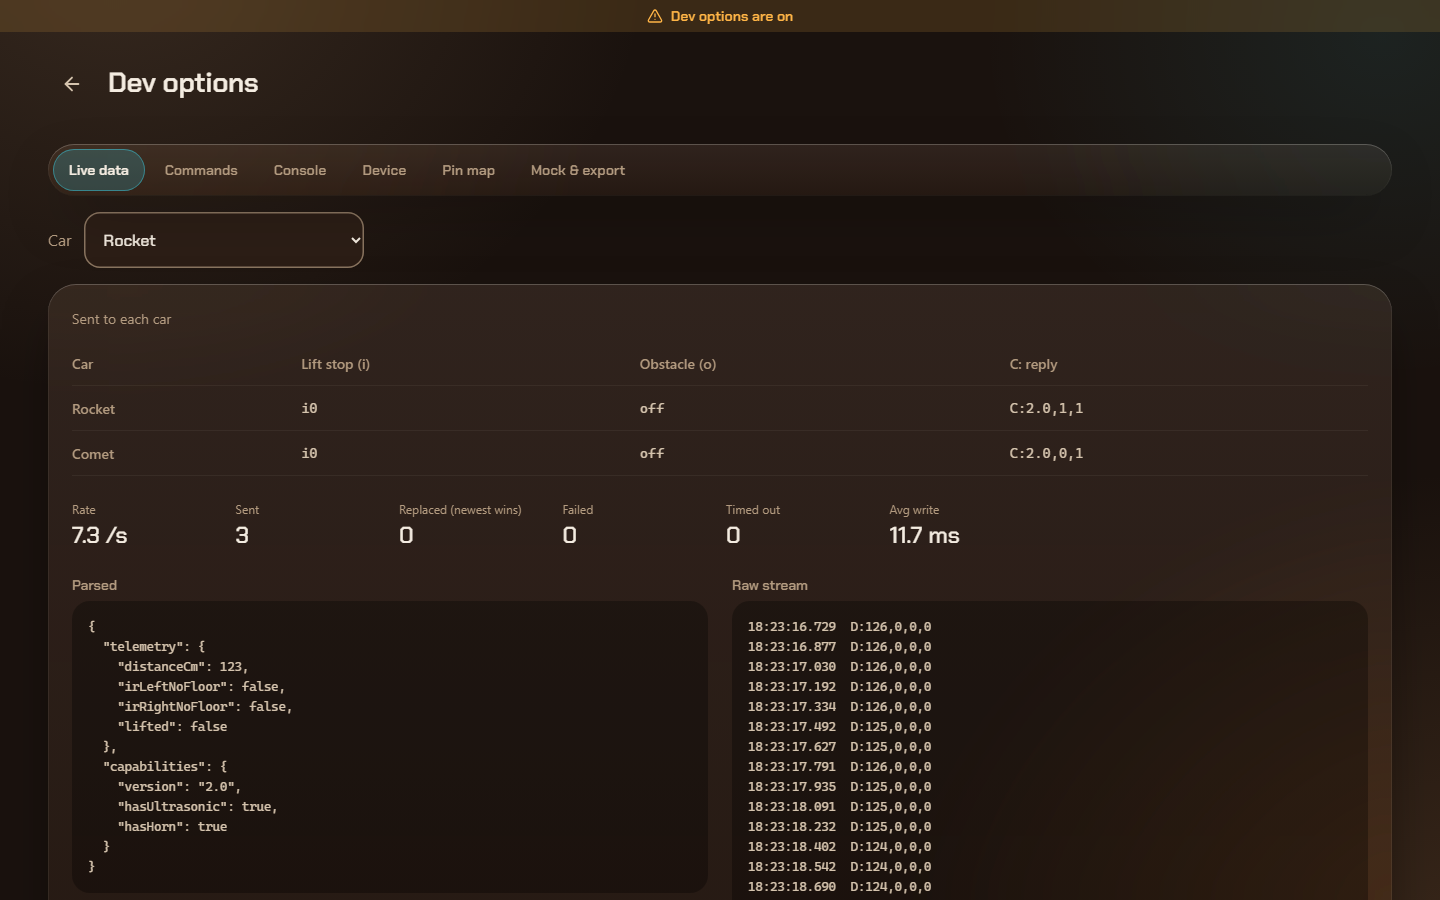 Dev options are on
Dev options
Live data Commands Console Device Pin map Mock & export
Car Rocket
Sent to each car
Car Lift stop (i) Obstacle (o) C: reply
Rocket i0 off C:2.0,1,1
Comet i0 off C:2.0,0,1
Rate Sent Replaced (newest wins) Failed Timed out Avg write
7.3 /s 3 0 0 0 11.7 ms
Parsed
{
"telemetry": {
"distanceCm": 123,
"irLeftNoFloor": false,
"irRightNoFloor": false,
"lifted": false
},
"capabilities": {
"version": "2.0",
"hasUltrasonic": true,
"hasHorn": true
}
}
Raw stream
18:23:16.729 D:126,0,0,0
18:23:16.877 D:126,0,0,0
18:23:17.030 D:126,0,0,0
18:23:17.192 D:126,0,0,0
18:23:17.334 D:126,0,0,0
18:23:17.492 D:125,0,0,0
18:23:17.627 D:125,0,0,0
18:23:17.791 D:126,0,0,0
18:23:17.935 D:125,0,0,0
18:23:18.091 D:125,0,0,0
18:23:18.232 D:125,0,0,0
18:23:18.402 D:124,0,0,0
18:23:18.542 D:124,0,0,0
18:23:18.690 D:124,0,0,0